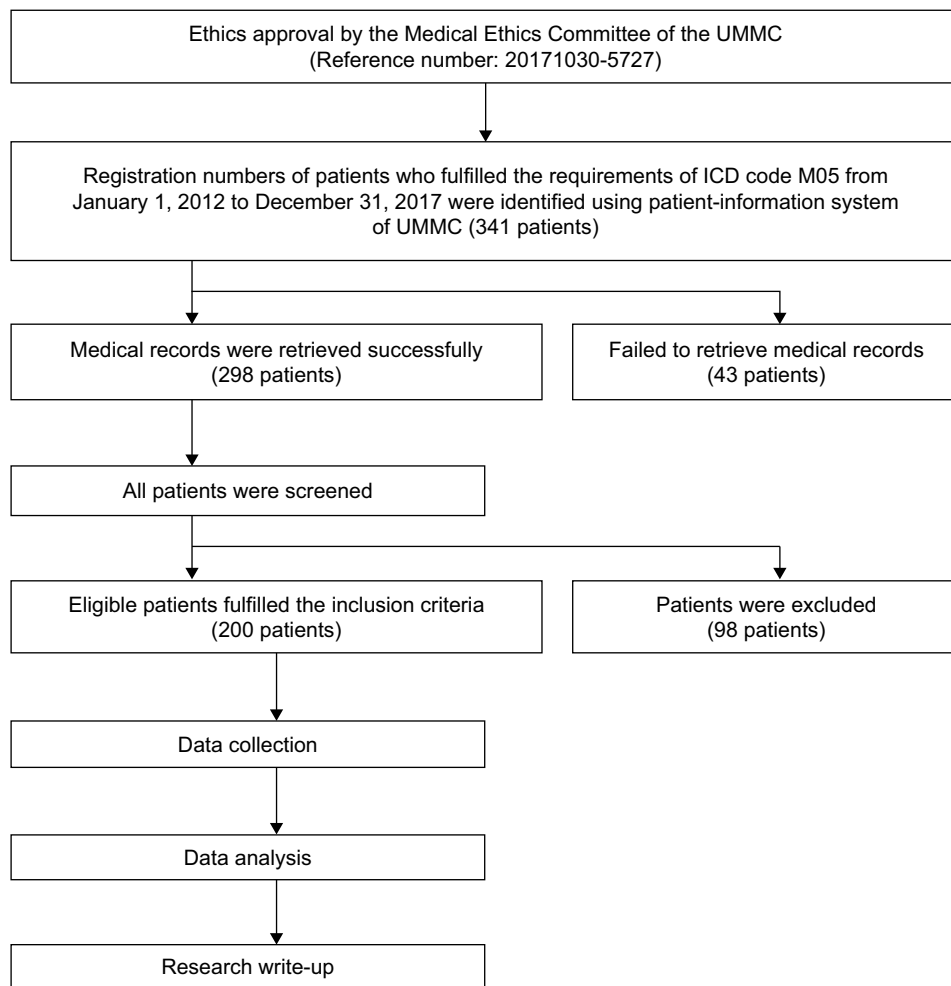 Ethics approval by the Medical Ethics Committee of the UMMC
(Reference number: 20171030-5727)
Registration numbers of patients who fulfilled the requirements of ICD code M05 from
January 1, 2012 to December 31, 2017 were identified using patient-information system
of UMMC (341 patients)
Medical records were retrieved successfully
(298 patients)
Failed to retrieve medical records
(43 patients)
All patients were screened
Eligible patients fulfilled the inclusion criteria
(200 patients)
Patients were excluded
(98 patients)
Data collection
Data analysis
Research write-up